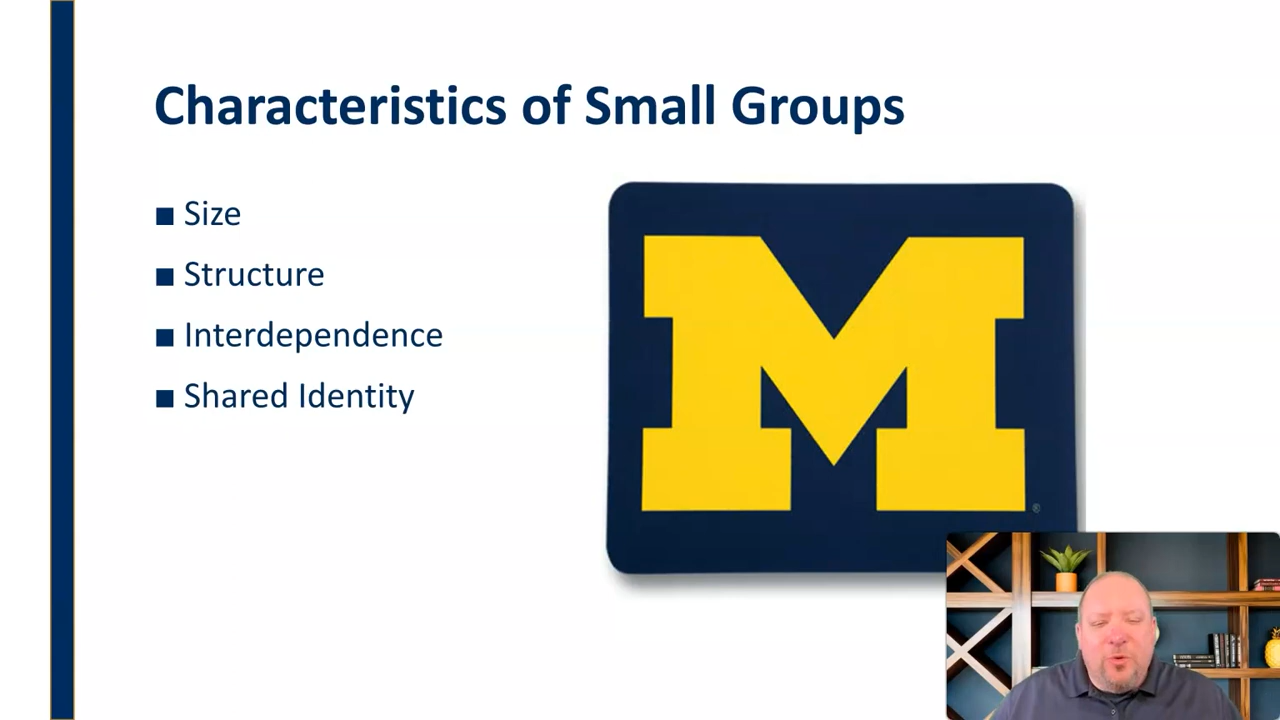 Characteristics of Small Groups
■ Size
■ Structure
■ Interdependence
■ Shared Identity
M
®